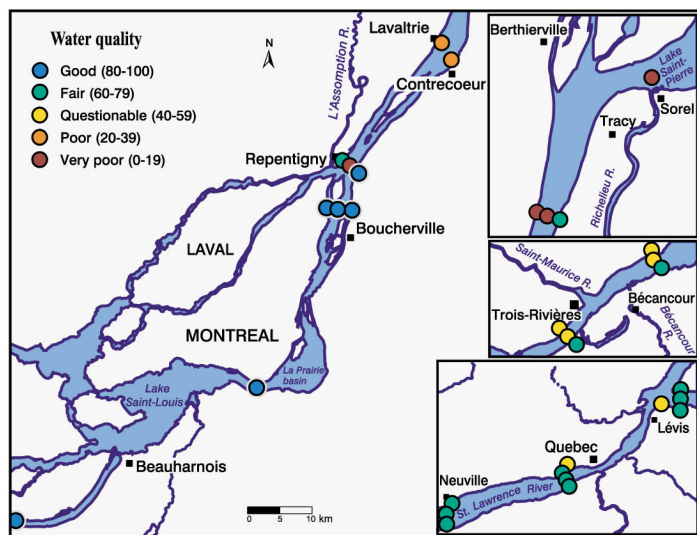 Water quality
Good (80-100)
Fair (60-79)
Questionable (40-59)
Poor (20-39)
Very poor (0-19)
N
L'Assomption R.
Lavaltrie
Contrecoeur
Repentigny
Boucherville
LAVAL
MONTREAL
La Prairie
basin
Lake
Saint-Louis
Beauharnois
0 5 10 km
Berthierville
Lake
Saint-
Pierre
Sorel
Tracy
Richelieu R.
Saint-Maurice R.
Trois-Rivières
Bécancour
Bécancour
R.
Lévis
Quebec
Neuville
St. Lawrence River